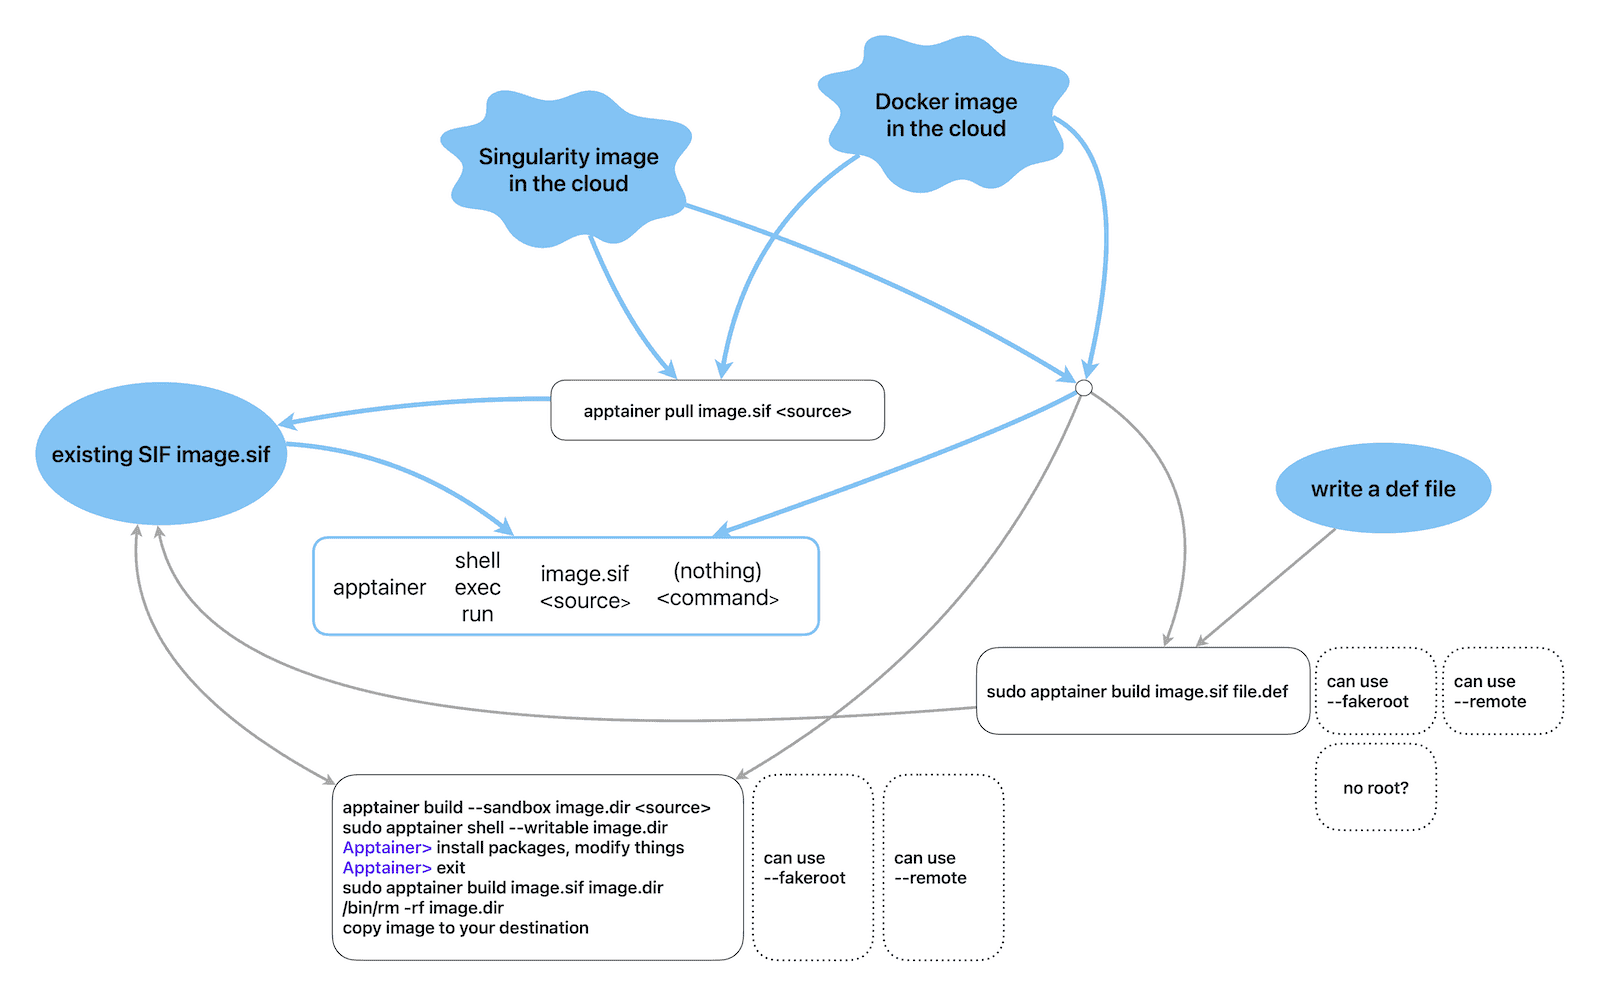 Docker image
in the cloud
Singularity image
in the cloud
apptainer pull image.sif <source>
existing SIF image.sif
write a def file
apptainer
shell
exec
run
image.sif
<source>
(nothing)
<command>
sudo apptainer build image.sif file.def
can use
--fakeroot
can use
--remote
no root?
apptainer build --sandbox image.dir <source>
sudo apptainer shell --writable image.dir
Apptainer> install packages, modify things
Apptainer> exit
sudo apptainer build image.sif image.dir
/bin/rm -rf image.dir
copy image to your destination
can use
--fakeroot
can use
--remote